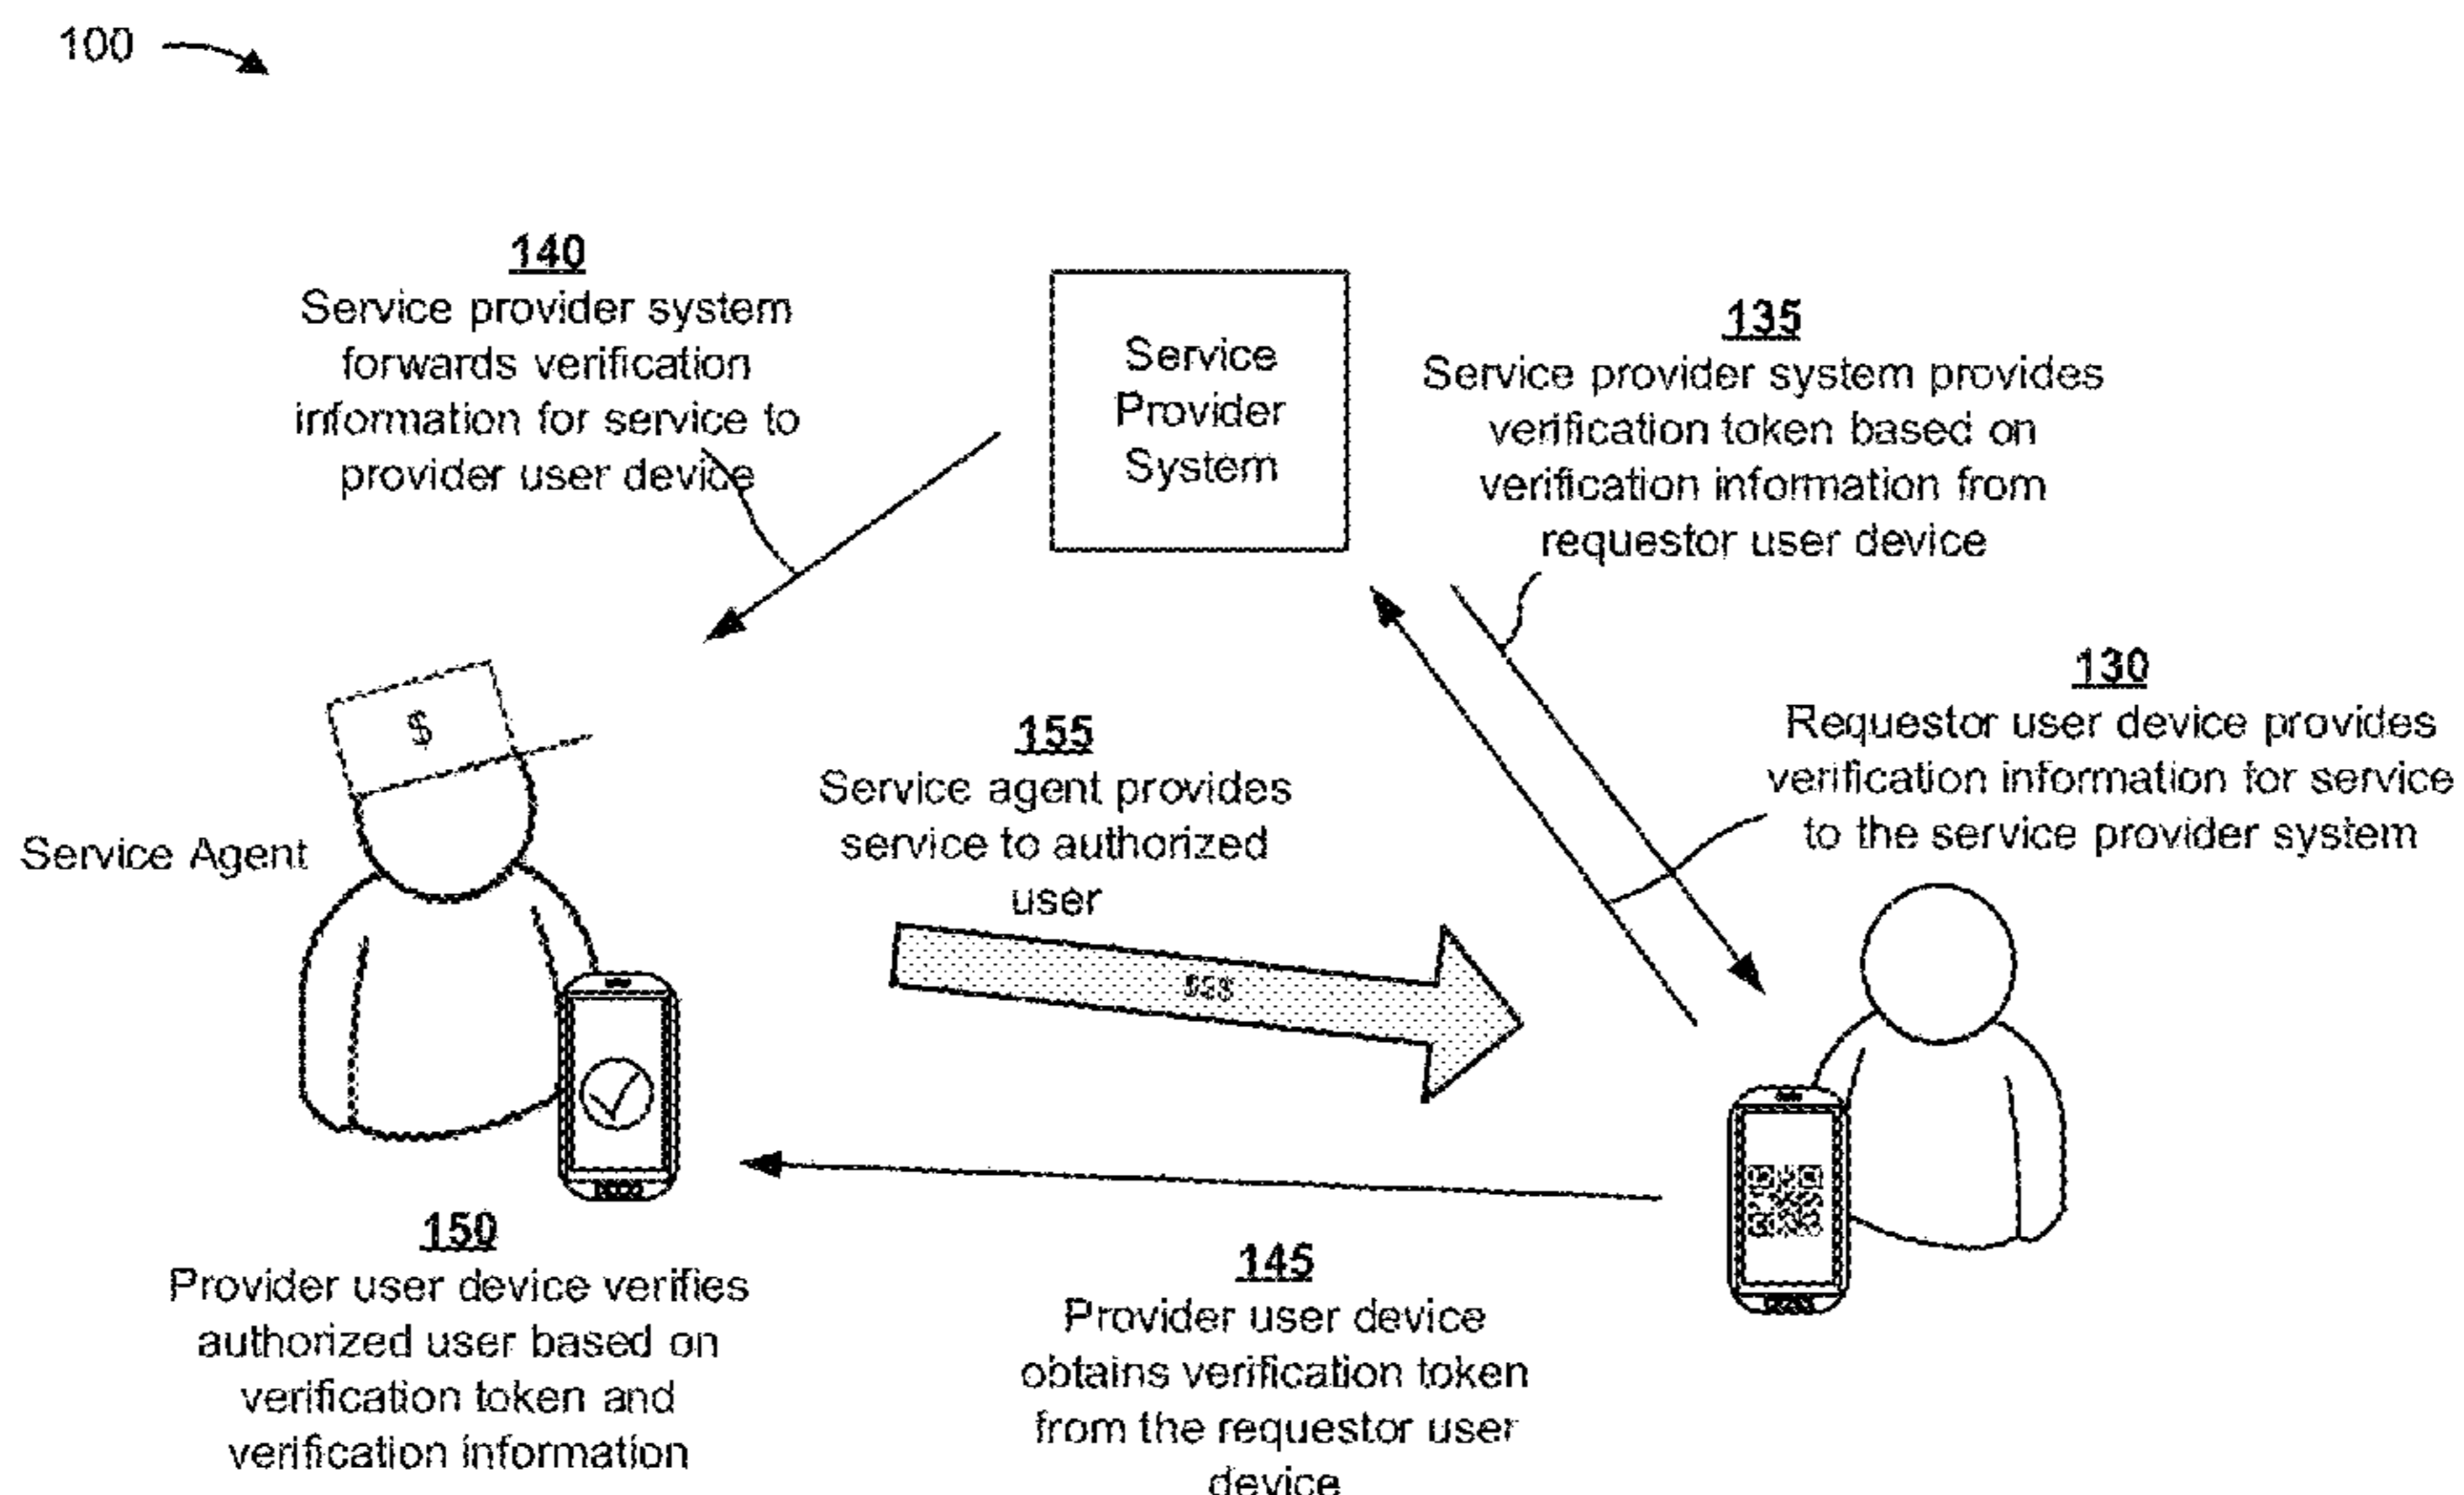 100
140
Service provider system
forwards verification
information for service to
provider user device
Service
Provider
System
135
Service provider system provides
verification token based on
verification information from
requestor user device
130
Requestor user device provides
verification information for service
to the service provider system
$
Service Agent
155
Service agent provides
service to authorized
user
$$$
150
Provider user device verifies
authorized user based on
verification token and
verification information
145
Provider user device
obtains verification token
from the requestor user
device